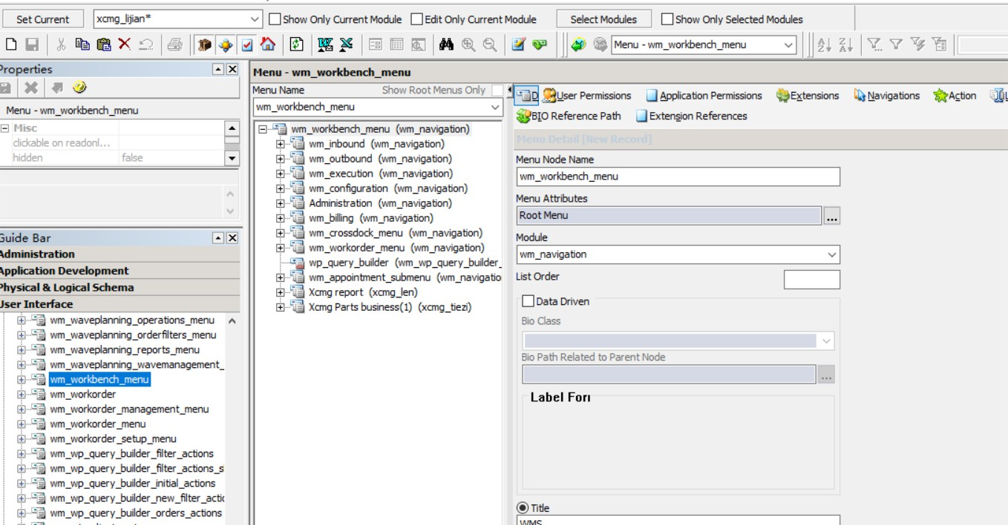 Set Current
xcmg_lijian*
Show Only Current Module
Edit Only Current Module
Select Modules
Show Only Selected Modules
Menu - wm_workbench_menu
Properties
Menu - wm_workbench_menu
Misc
clickable on readonl...
hidden false
Guide Bar
Administration
Application Development
Physical & Logical Schema
User Interface
wm_waveplanning_operations_menu
wm_waveplanning_orderfilters_menu
wm_waveplanning_reports_menu
wm_waveplanning_wavemanagement_
wm_workbench_menu
wm_workorder
wm_workorder_management_menu
wm_workorder_menu
wm_workorder_setup_menu
wm_wp_query_builder_filter_actions
wm_wp_query_builder_filter_actions_s
wm_wp_query_builder_initial_actions
wm_wp_query_builder_new_filter_actic
wm_wp_query_builder_orders_actions
Menu - wm_workbench_menu
Menu Name
Show Root Menus Only
wm_workbench_menu
wm_workbench_menu (wm_navigation)
wm_inbound (wm_navigation)
wm_outbound (wm_navigation)
wm_execution (wm_navigation)
wm_configuration (wm_navigation)
Administration (wm_navigation)
wm_billing (wm_navigation)
wm_crossdock_menu (wm_navigation)
wm_workorder_menu (wm_navigation)
wp_query_builder (wm_wp_query_builder_
wm_appointment_submenu (wm_navigatio
Xcmg report (xcmg_len)
Xcmg Parts business(1) (xcmg_tiezi)
D
User Permissions
Application Permissions
Extensions
Navigations
Action
BIO Reference Path
Extension References
Menu Detail [New Record]
Menu Node Name
wm_workbench_menu
Menu Attributes
Root Menu
...
Module
wm_navigation
List Order
Data Driven
Bio Class
Bio Path Related to Parent Node
...
Label Forr
Title
WMS